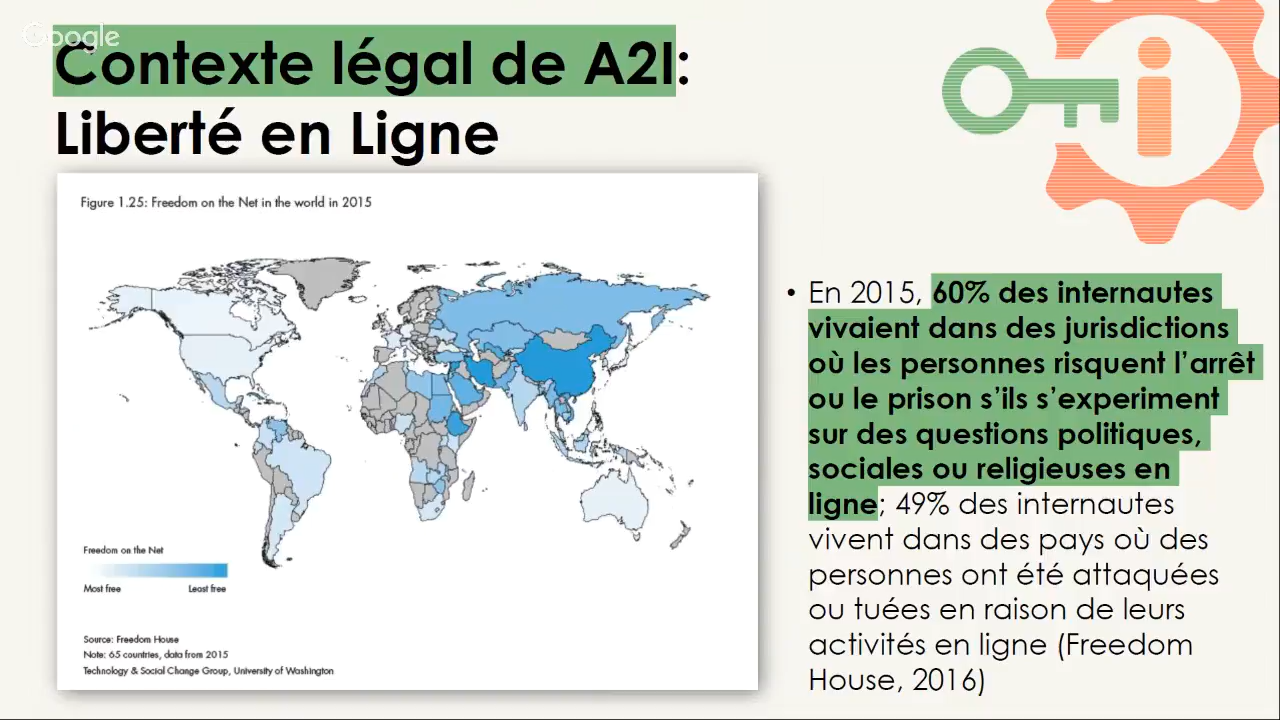 Google
Contexte légal de A2I:
Liberté en Ligne
Figure 1.25: Freedom on the Net in the world in 2015
Freedom on the Net
Most free Least free
Source: Freedom House
Note: 65 countries, data from 2015
Technology & Social Change Group, University of Washington
i
• En 2015, 60% des internautes
vivaient dans des jurisdictions
où les personnes risquent l'arrêt
ou le prison s'ils s'experiment
sur des questions politiques,
sociales ou religieuses en
ligne; 49% des internautes
vivent dans des pays où des
personnes ont été attaquées
ou tuées en raison de leurs
activités en ligne (Freedom
House, 2016)